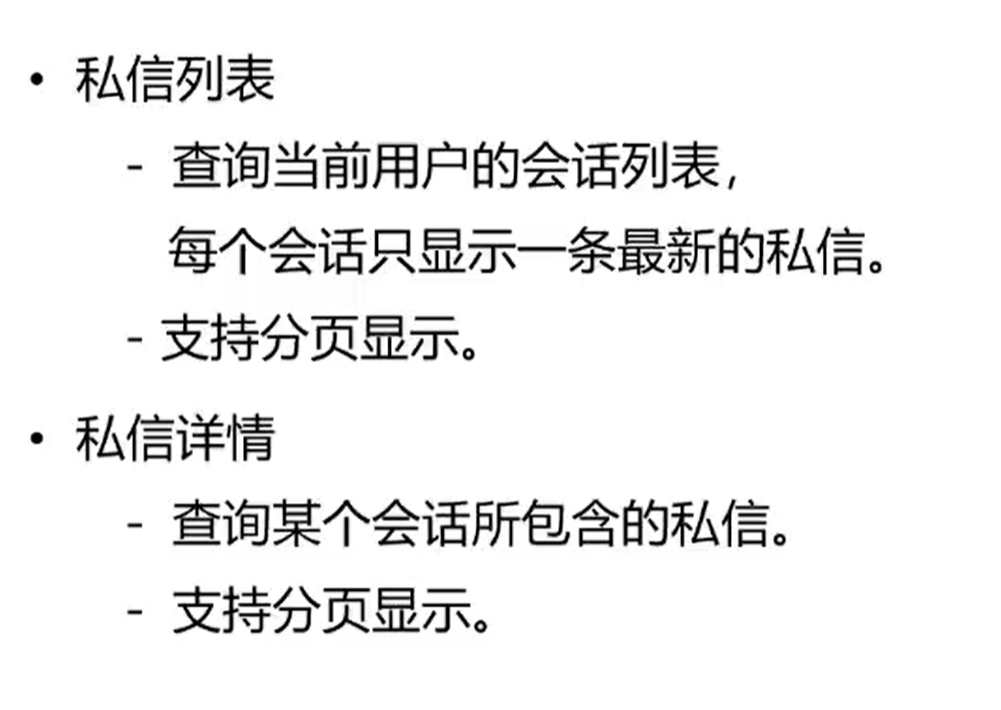 • 私信列表
- 查询当前用户的会话列表，
每个会话只显示一条最新的私信。
- 支持分页显示。
• 私信详情
- 查询某个会话所包含的私信。
- 支持分页显示。